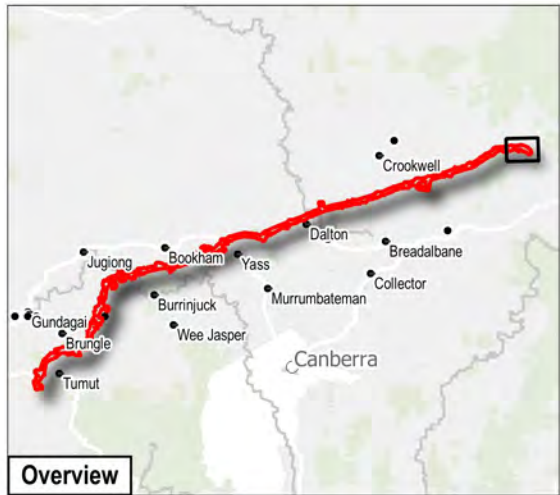 Crookwell
Dalton
Breadalbane
Bookham
Jugiong
Yass
Collector
Burrinjuck
Murrumbateman
Gundagai
Wee Jasper
Brungle
Canberra
Tumut
Overview